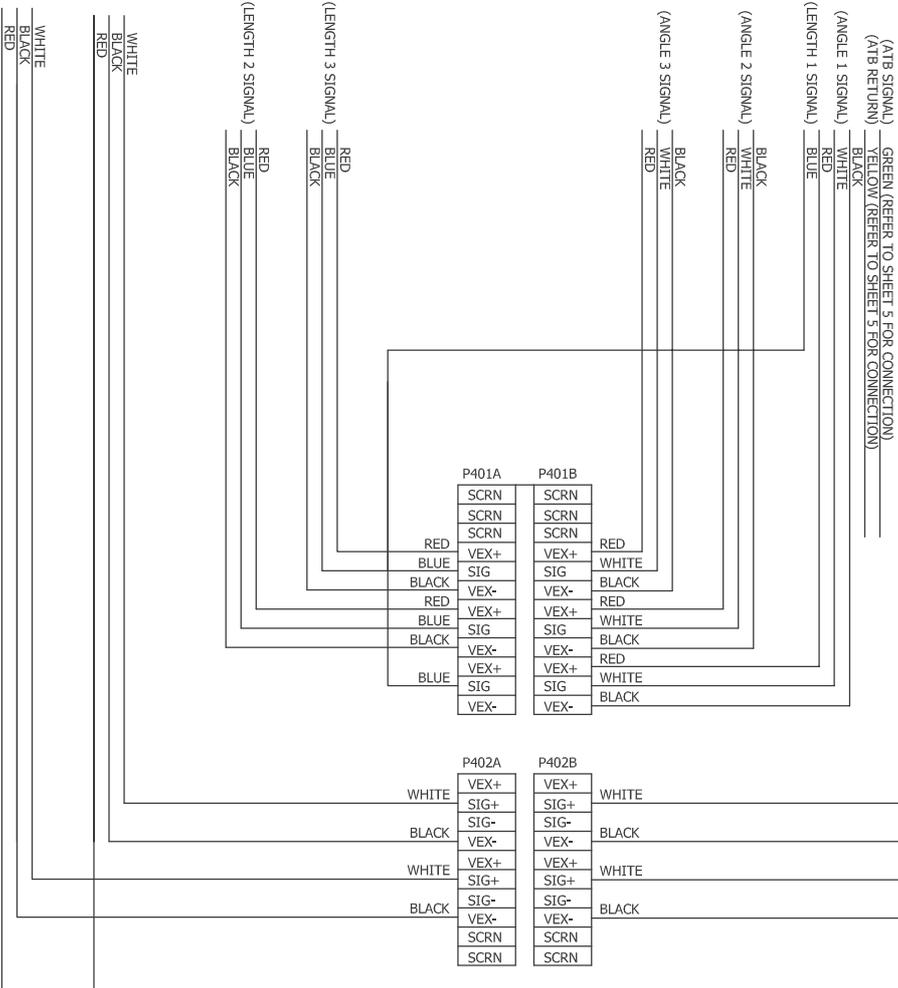 WHITE
BLACK
RED
WHITE
BLACK
RED
(LENGTH 2 SIGNAL)
RED
BLUE
BLACK
(LENGTH 3 SIGNAL)
RED
BLUE
BLACK
(ANGLE 3 SIGNAL)
BLACK
WHITE
RED
(ANGLE 2 SIGNAL)
BLACK
WHITE
RED
(LENGTH 1 SIGNAL)
(ANGLE 1 SIGNAL)
BLACK
WHITE
RED
BLUE
(ATB SIGNAL) GREEN (REFER TO SHEET 5 FOR CONNECTION)
(ATB RETURN) YELLOW (REFER TO SHEET 5 FOR CONNECTION)
P401A P401B
SCRN SCRN
SCRN SCRN
SCRN SCRN
RED VEX+ VEX+ RED
BLUE SIG SIG WHITE
BLACK VEX- VEX- BLACK
RED VEX+ VEX+ RED
BLUE SIG SIG WHITE
BLACK VEX- VEX- BLACK
VEX+ VEX+ RED
BLUE SIG SIG WHITE
VEX- VEX- BLACK
P402A P402B
VEX+ VEX+
WHITE SIG+ SIG+ WHITE
SIG- SIG-
BLACK VEX- VEX- BLACK
VEX+ VEX+
WHITE SIG+ SIG+ WHITE
SIG- SIG-
BLACK VEX- VEX- BLACK
SCRN SCRN
SCRN SCRN